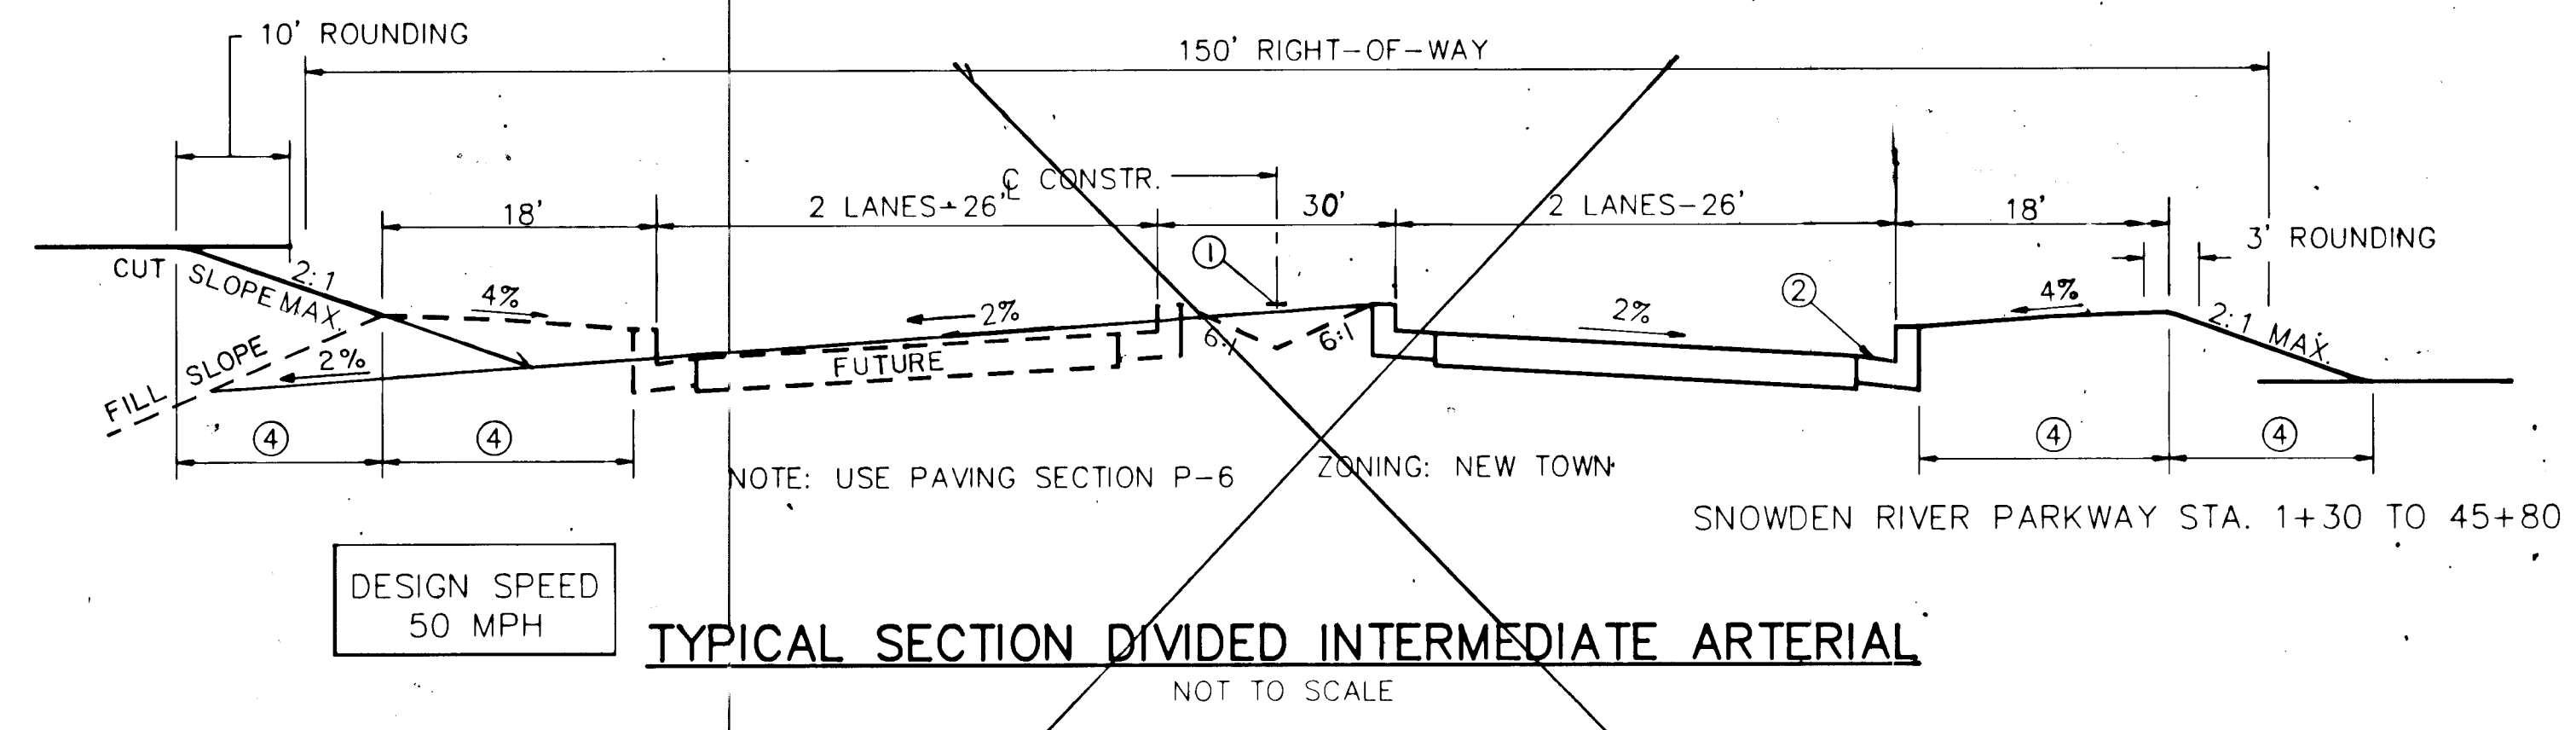 10' ROUNDING
150' RIGHT-OF-WAY
℄ CONSTR.
18'
2 LANES-26'
30'
2 LANES-26'
18'
3' ROUNDING
①
②
CUT SLOPE MAX.
2:1
4%
2%
2%
4%
2:1 MAX.
FILL SLOPE
2%
FUTURE
6:1
6:1
④
④
④
④
NOTE: USE PAVING SECTION P-6
ZONING: NEW TOWN
SNOWDEN RIVER PARKWAY STA. 1+30 TO 45+80
DESIGN SPEED
50 MPH
TYPICAL SECTION DIVIDED INTERMEDIATE ARTERIAL
NOT TO SCALE